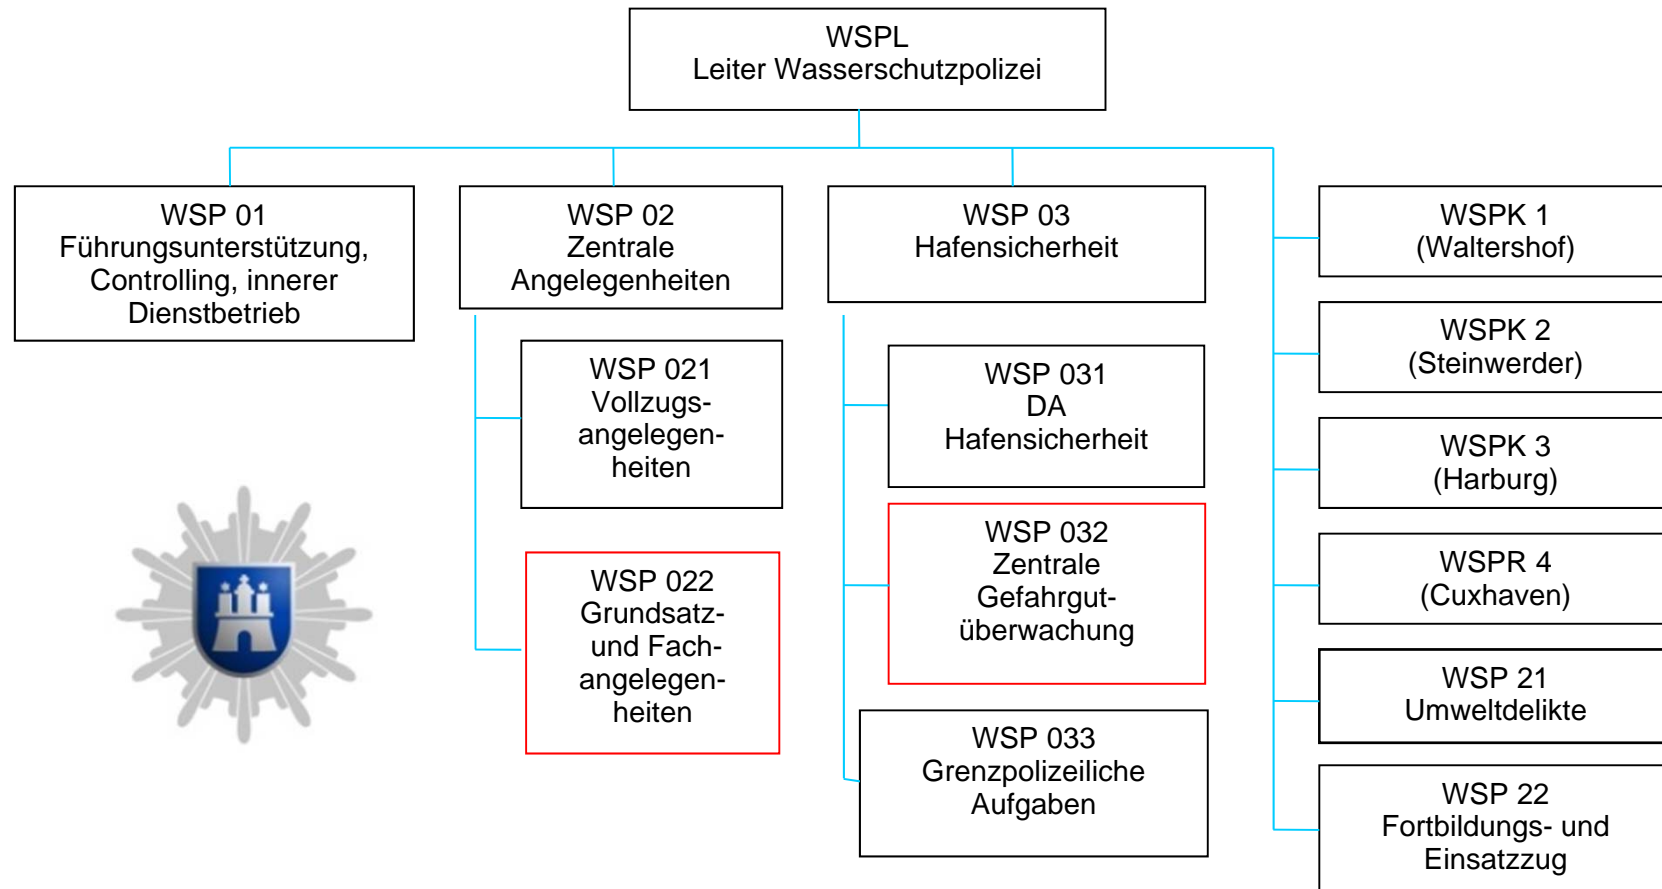 WSPL
Leiter Wasserschutzpolizei
WSP 01
Führungsunterstützung,
Controlling, innerer
Dienstbetrieb
WSP 02
Zentrale
Angelegenheiten
WSP 021
Vollzugs-
angelegen-
heiten
WSP 022
Grundsatz-
und Fach-
angelegen-
heiten
WSP 03
Hafensicherheit
WSP 031
DA
Hafensicherheit
WSP 032
Zentrale
Gefahrgut-
überwachung
WSP 033
Grenzpolizeiliche
Aufgaben
WSPK 1
(Waltershof)
WSPK 2
(Steinwerder)
WSPK 3
(Harburg)
WSPR 4
(Cuxhaven)
WSP 21
Umweltdelikte
WSP 22
Fortbildungs- und
Einsatzzug